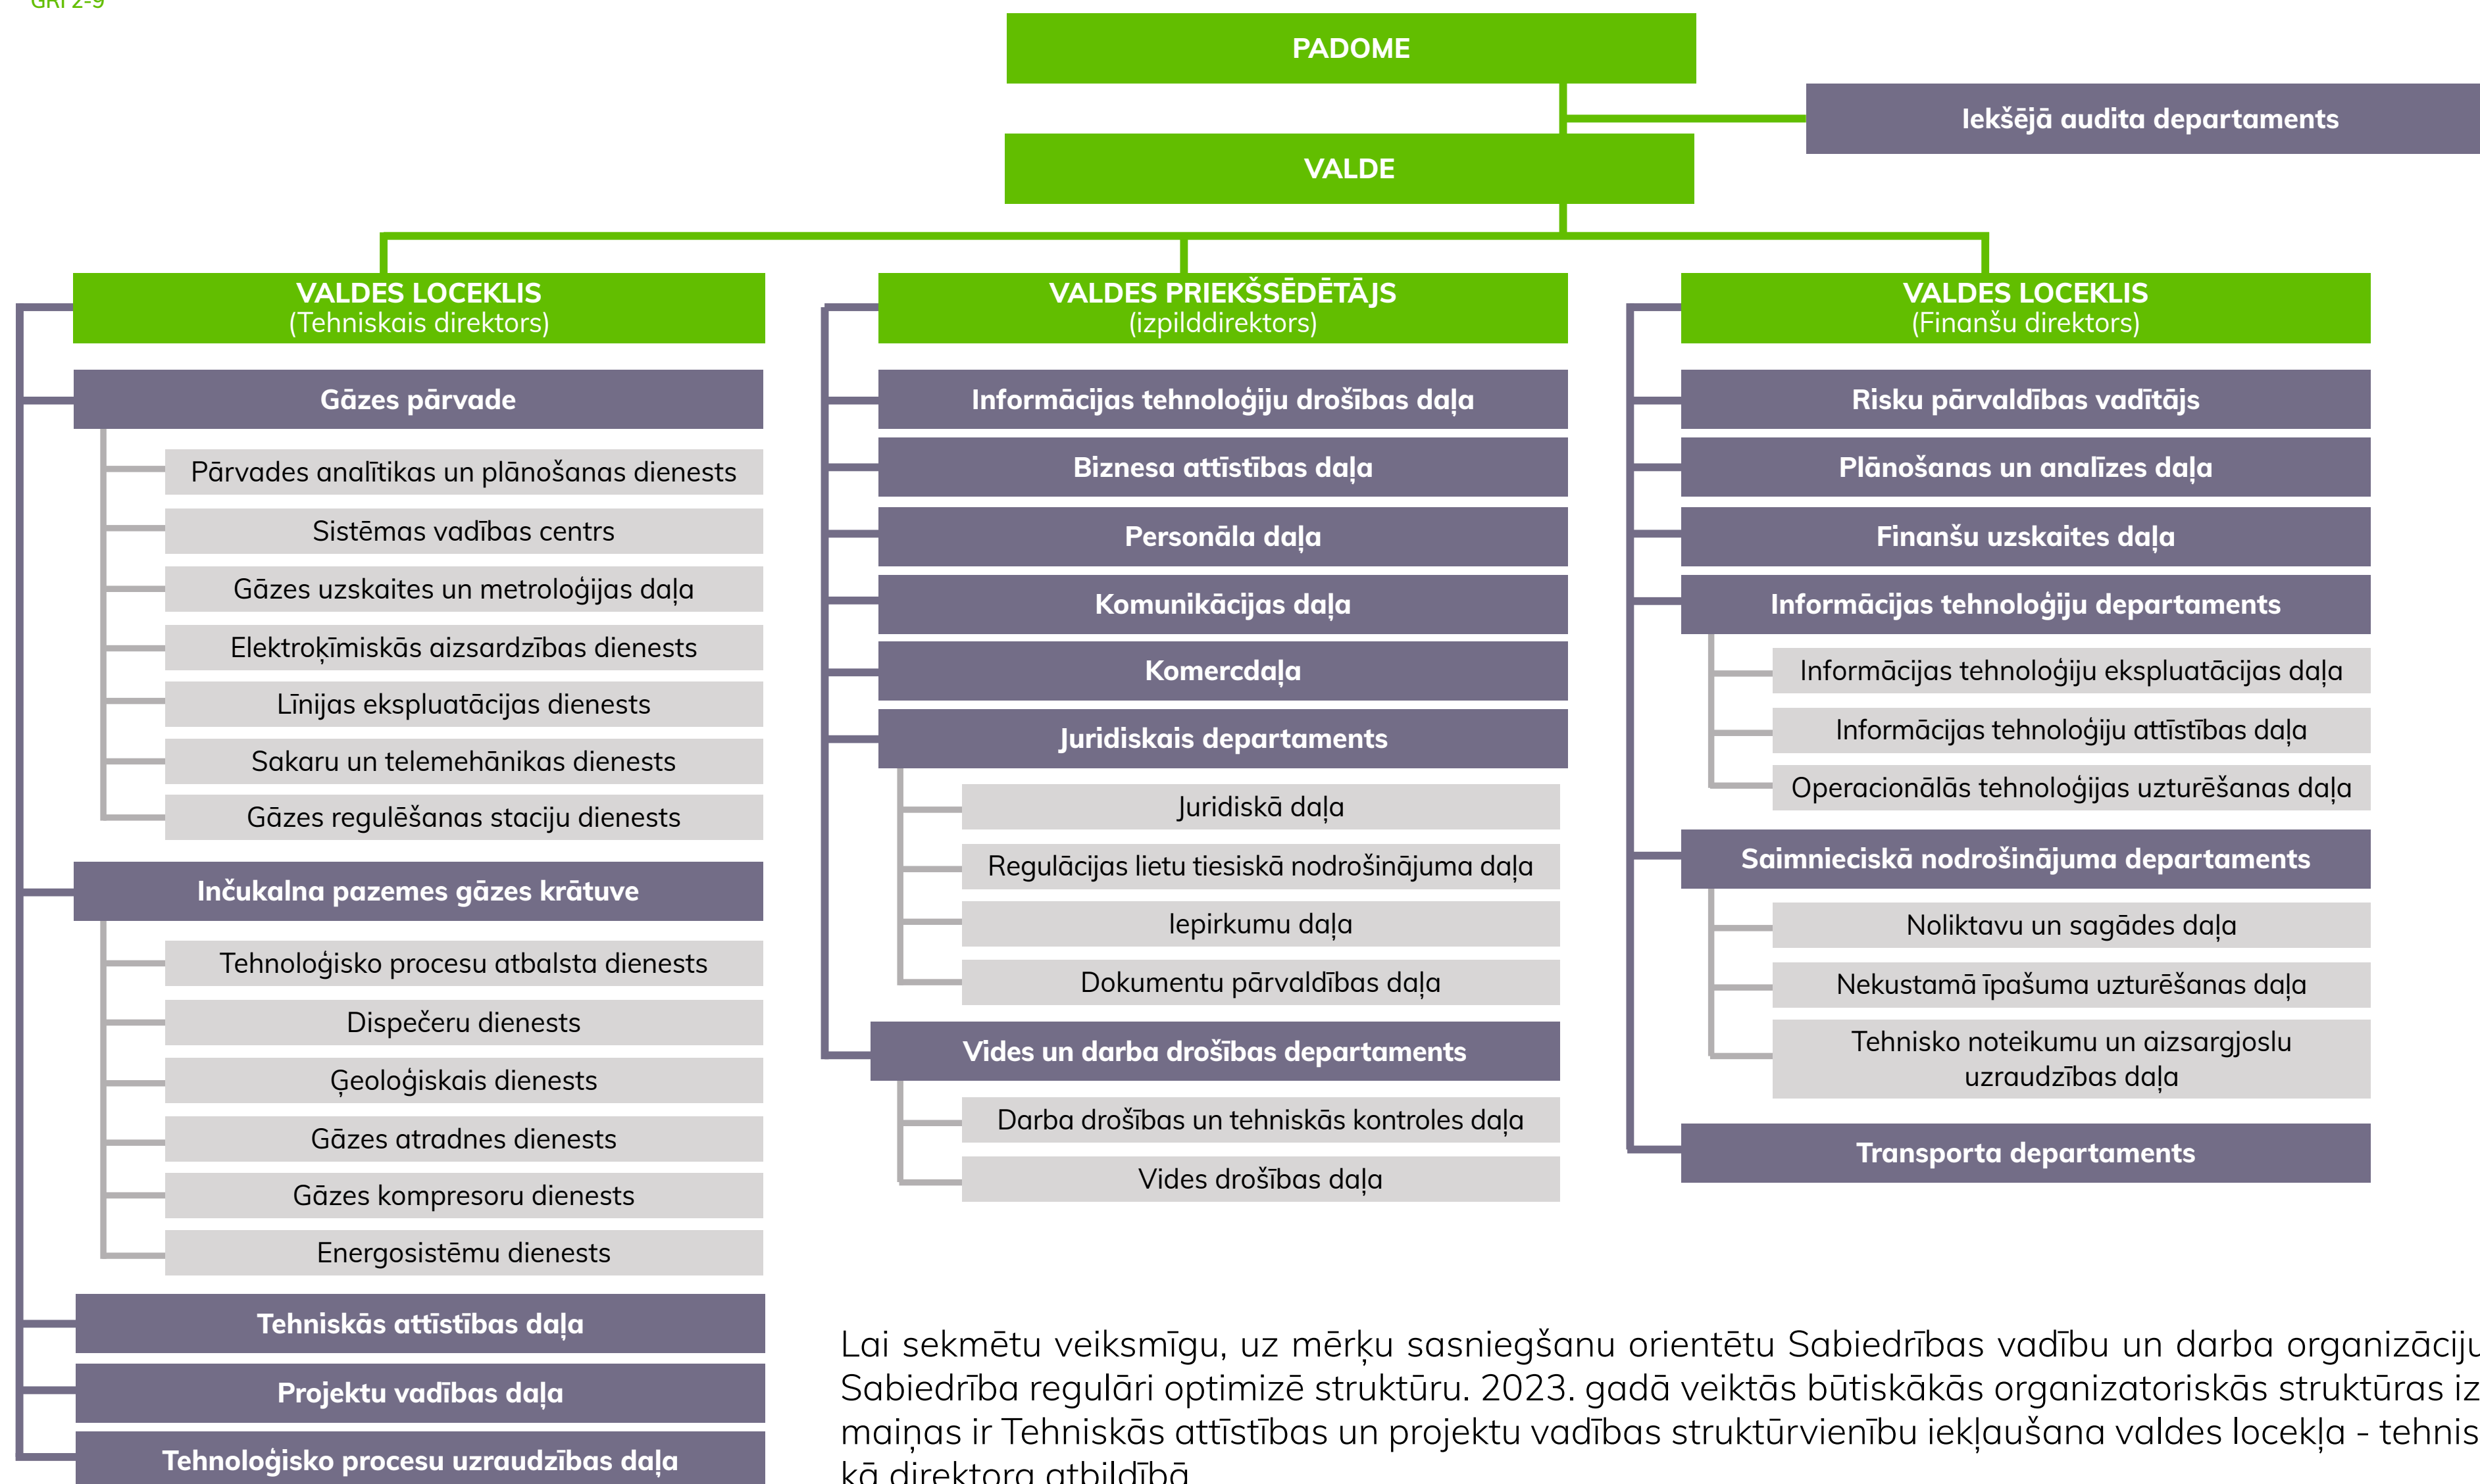 GRI 2-9
PADOME
Iekšējā audita departaments
VALDE
VALDES LOCEKLIS
(Tehniskais direktors)
Gāzes pārvade
Pārvades analītikas un plānošanas dienests
Sistēmas vadības centrs
Gāzes uzskaites un metroloģijas daļa
Elektroķīmiskās aizsardzības dienests
Līnijas ekspluatācijas dienests
Sakaru un telemehānikas dienests
Gāzes regulēšanas staciju dienests
Inčukalna pazemes gāzes krātuve
Tehnoloģisko procesu atbalsta dienests
Dispečeru dienests
Ģeoloģiskais dienests
Gāzes atradnes dienests
Gāzes kompresoru dienests
Energosistēmu dienests
Tehniskās attīstības daļa
Projektu vadības daļa
Tehnoloģisko procesu uzraudzības daļa
VALDES PRIEKŠSĒDĒTĀJS
(izpilddirektors)
Informācijas tehnoloģiju drošības daļa
Biznesa attīstības daļa
Personāla daļa
Komunikācijas daļa
Komercdaļa
Juridiskais departaments
Juridiskā daļa
Regulācijas lietu tiesiskā nodrošinājuma daļa
Iepirkumu daļa
Dokumentu pārvaldības daļa
Vides un darba drošības departaments
Darba drošības un tehniskās kontroles daļa
Vides drošības daļa
VALDES LOCEKLIS
(Finanšu direktors)
Risku pārvaldības vadītājs
Plānošanas un analīzes daļa
Finanšu uzskaites daļa
Informācijas tehnoloģiju departaments
Informācijas tehnoloģiju ekspluatācijas daļa
Informācijas tehnoloģiju attīstības daļa
Operacionālās tehnoloģijas uzturēšanas daļa
Saimnieciskā nodrošinājuma departaments
Noliktavu un sagādes daļa
Nekustamā īpašuma uzturēšanas daļa
Tehnisko noteikumu un aizsargjoslu
uzraudzības daļa
Transporta departaments
Lai sekmētu veiksmīgu, uz mērķu sasniegšanu orientētu Sabiedrības vadību un darba organizāciju
Sabiedrība regulāri optimizē struktūru. 2023. gadā veiktās būtiskākās organizatoriskās struktūras iz
maiņas ir Tehniskās attīstības un projektu vadības struktūrvienību iekļaušana valdes locekļa - tehnis
kā direktora atbildībā